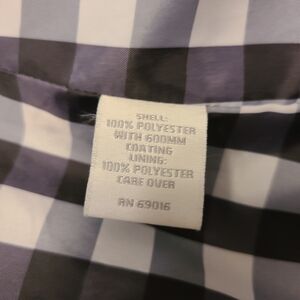 SHELL:
100% POLYESTER
WITH 600MM
COATING
LINING:
100% POLYESTER
CARE OVER
RN 69016